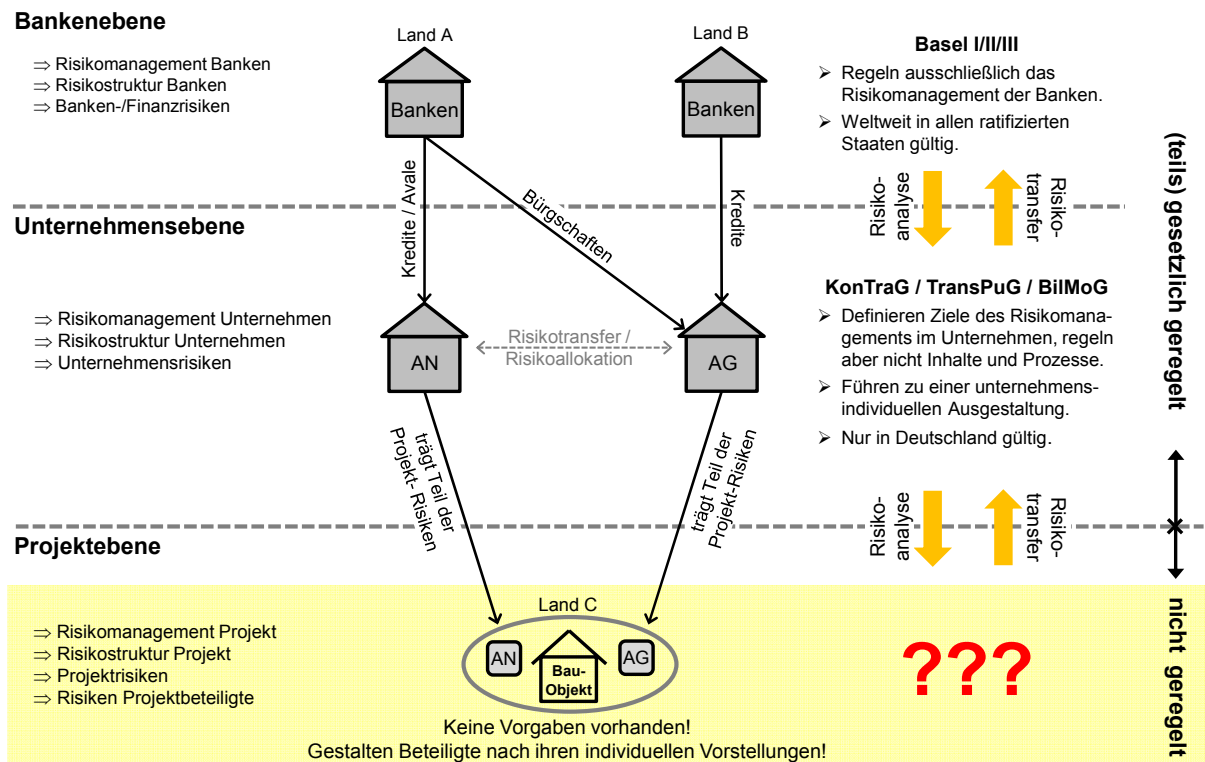 Bankenebene
⇒ Risikomanagement Banken
⇒ Risikostruktur Banken
⇒ Banken-/Finanzrisiken
Land A
Banken
Land B
Banken
Basel I/II/III
➢ Regeln ausschließlich das
Risikomanagement der Banken.
➢ Weltweit in allen ratifizierten
Staaten gültig.
Kredite / Avale
Bürgschaften
Kredite
Risiko-
analyse
Risiko-
transfer
(teils) gesetzlich geregelt
Unternehmensebene
⇒ Risikomanagement Unternehmen
⇒ Risikostruktur Unternehmen
⇒ Unternehmensrisiken
AN
Risikotransfer /
Risikoallokation
AG
KonTraG / TransPuG / BilMoG
➢ Definieren Ziele des Risikomana-
gements im Unternehmen, regeln
aber nicht Inhalte und Prozesse.
➢ Führen zu einer unternehmens-
individuellen Ausgestaltung.
➢ Nur in Deutschland gültig.
trägt Teil der
Projekt- Risiken
trägt Teil der
Projekt-Risiken
Risiko-
analyse
Risiko-
transfer
Projektebene
⇒ Risikomanagement Projekt
⇒ Risikostruktur Projekt
⇒ Projektrisiken
⇒ Risiken Projektbeteiligte
Land C
AN
Bau-
Objekt
AG
???
nicht geregelt
Keine Vorgaben vorhanden!
Gestalten Beteiligte nach ihren individuellen Vorstellungen!